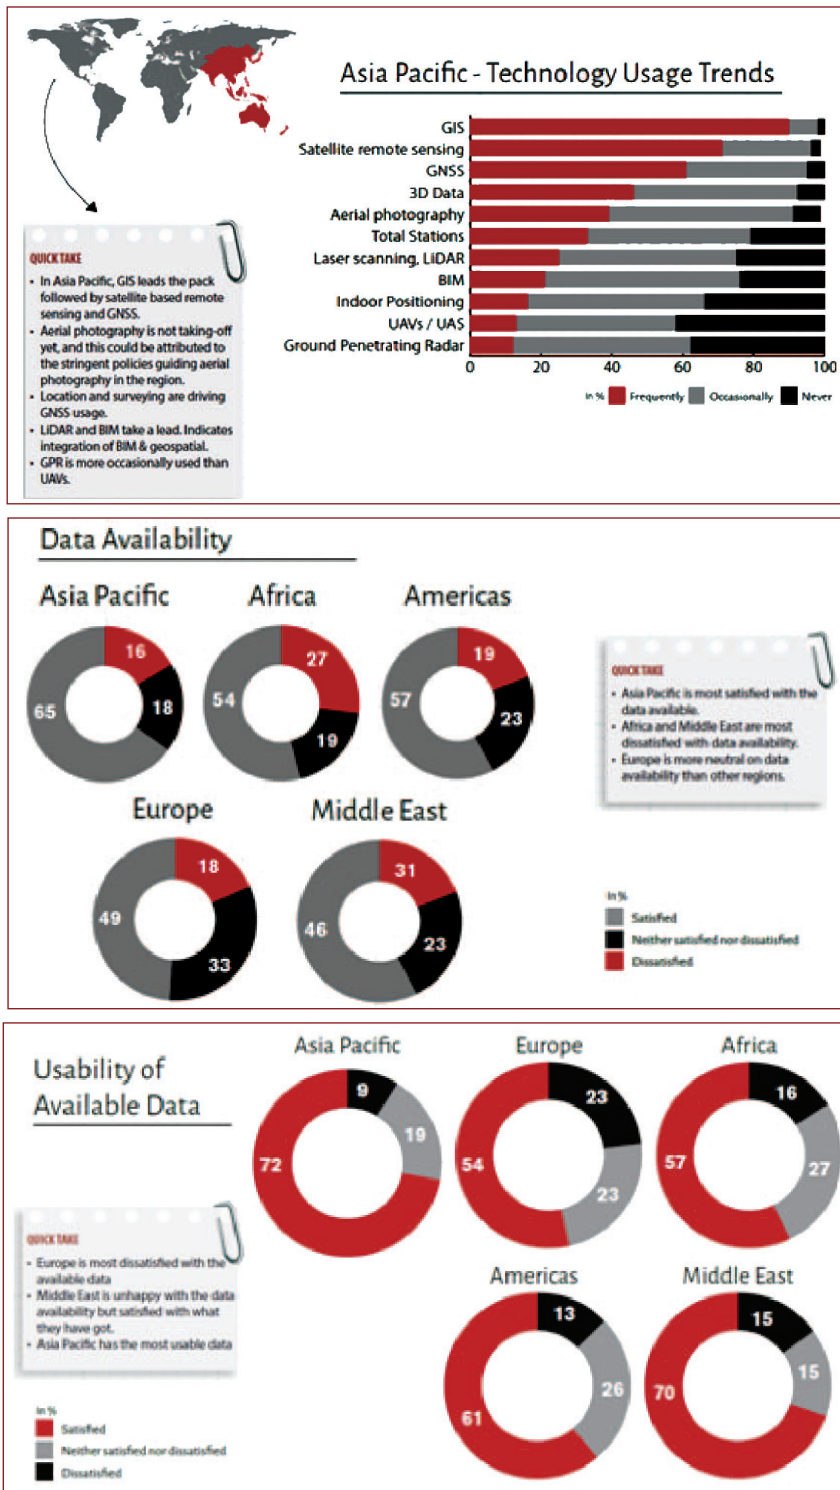 Asia Pacific - Technology Usage Trends
GIS
Satellite remote sensing
GNSS
3D Data
Aerial photography
Total Stations
Laser scanning, LiDAR
BIM
Indoor Positioning
UAVs / UAS
Ground Penetrating Radar
0 20 40 60 80 100
In % Frequently Occasionally Never
QUICK TAKE
• In Asia Pacific, GIS leads the pack
followed by satellite based remote
sensing and GNSS.
• Aerial photography is not taking-off
yet, and this could be attributed to
the stringent policies guiding aerial
photography in the region.
• Location and surveying are driving
GNSS usage.
• LiDAR and BIM take a lead. Indicates
integration of BIM & geospatial.
• GPR is more occasionally used than
UAVs.
Data Availability
Asia Pacific
16
18
65
Africa
27
19
54
Americas
19
23
57
Europe
18
33
49
Middle East
31
23
46
QUICK TAKE
• Asia Pacific is most satisfied with the
data available.
• Africa and Middle East are most
dissatisfied with data availability.
• Europe is more neutral on data
availability than other regions.
In %
Satisfied
Neither satisfied nor dissatisfied
Dissatisfied
Usability of
Available Data
Asia Pacific
9
19
72
Europe
23
23
54
Africa
16
27
57
Americas
13
26
61
Middle East
15
15
70
QUICK TAKE
• Europe is most dissatisfied with the
available data
• Middle East is unhappy with the data
availability but satisfied with what
they have got.
• Asia Pacific has the most usable data
In %
Satisfied
Neither satisfied nor dissatisfied
Dissatisfied